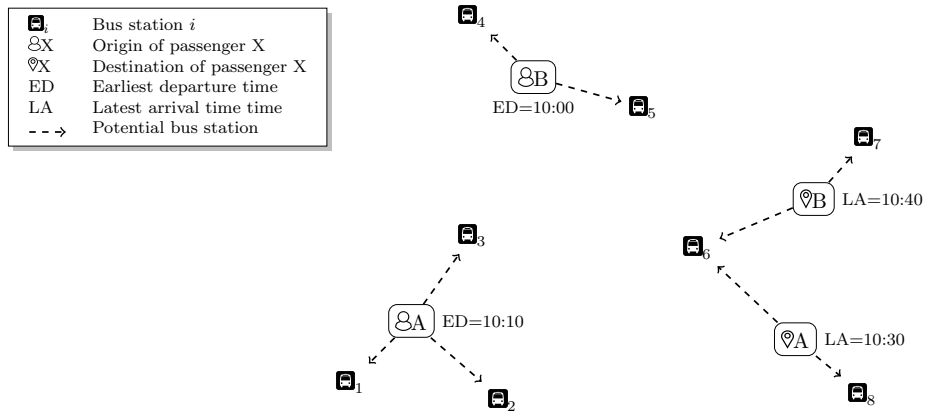 i Bus station i
X Origin of passenger X
X Destination of passenger X
ED Earliest departure time
LA Latest arrival time time
Potential bus station
4
B
ED=10:00
5
7
B LA=10:40
3
6
A ED=10:10
A LA=10:30
1
2
8